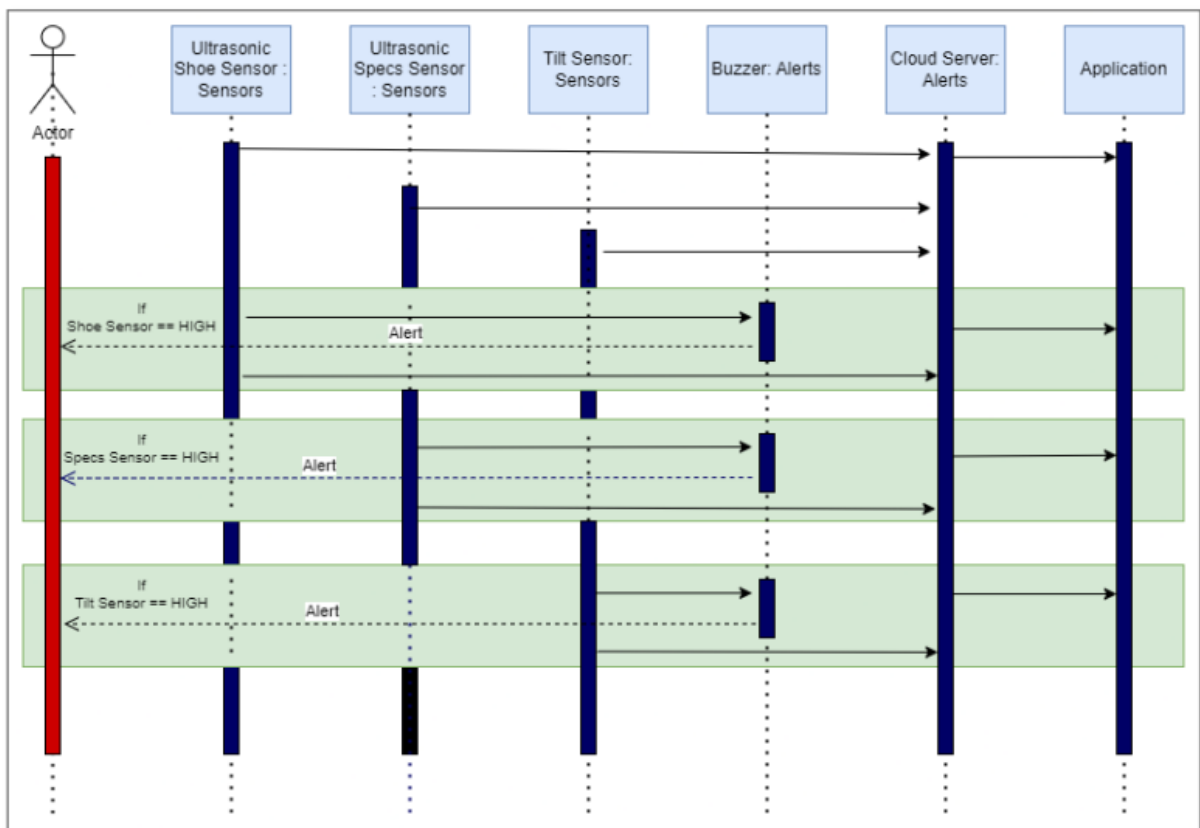 Actor
Ultrasonic
Shoe Sensor :
Sensors
Ultrasonic
Specs Sensor
: Sensors
Tilt Sensor:
Sensors
Buzzer: Alerts
Cloud Server:
Alerts
Application
If
Shoe Sensor == HIGH
Alert
If
Specs Sensor == HIGH
Alert
If
Tilt Sensor == HIGH
Alert